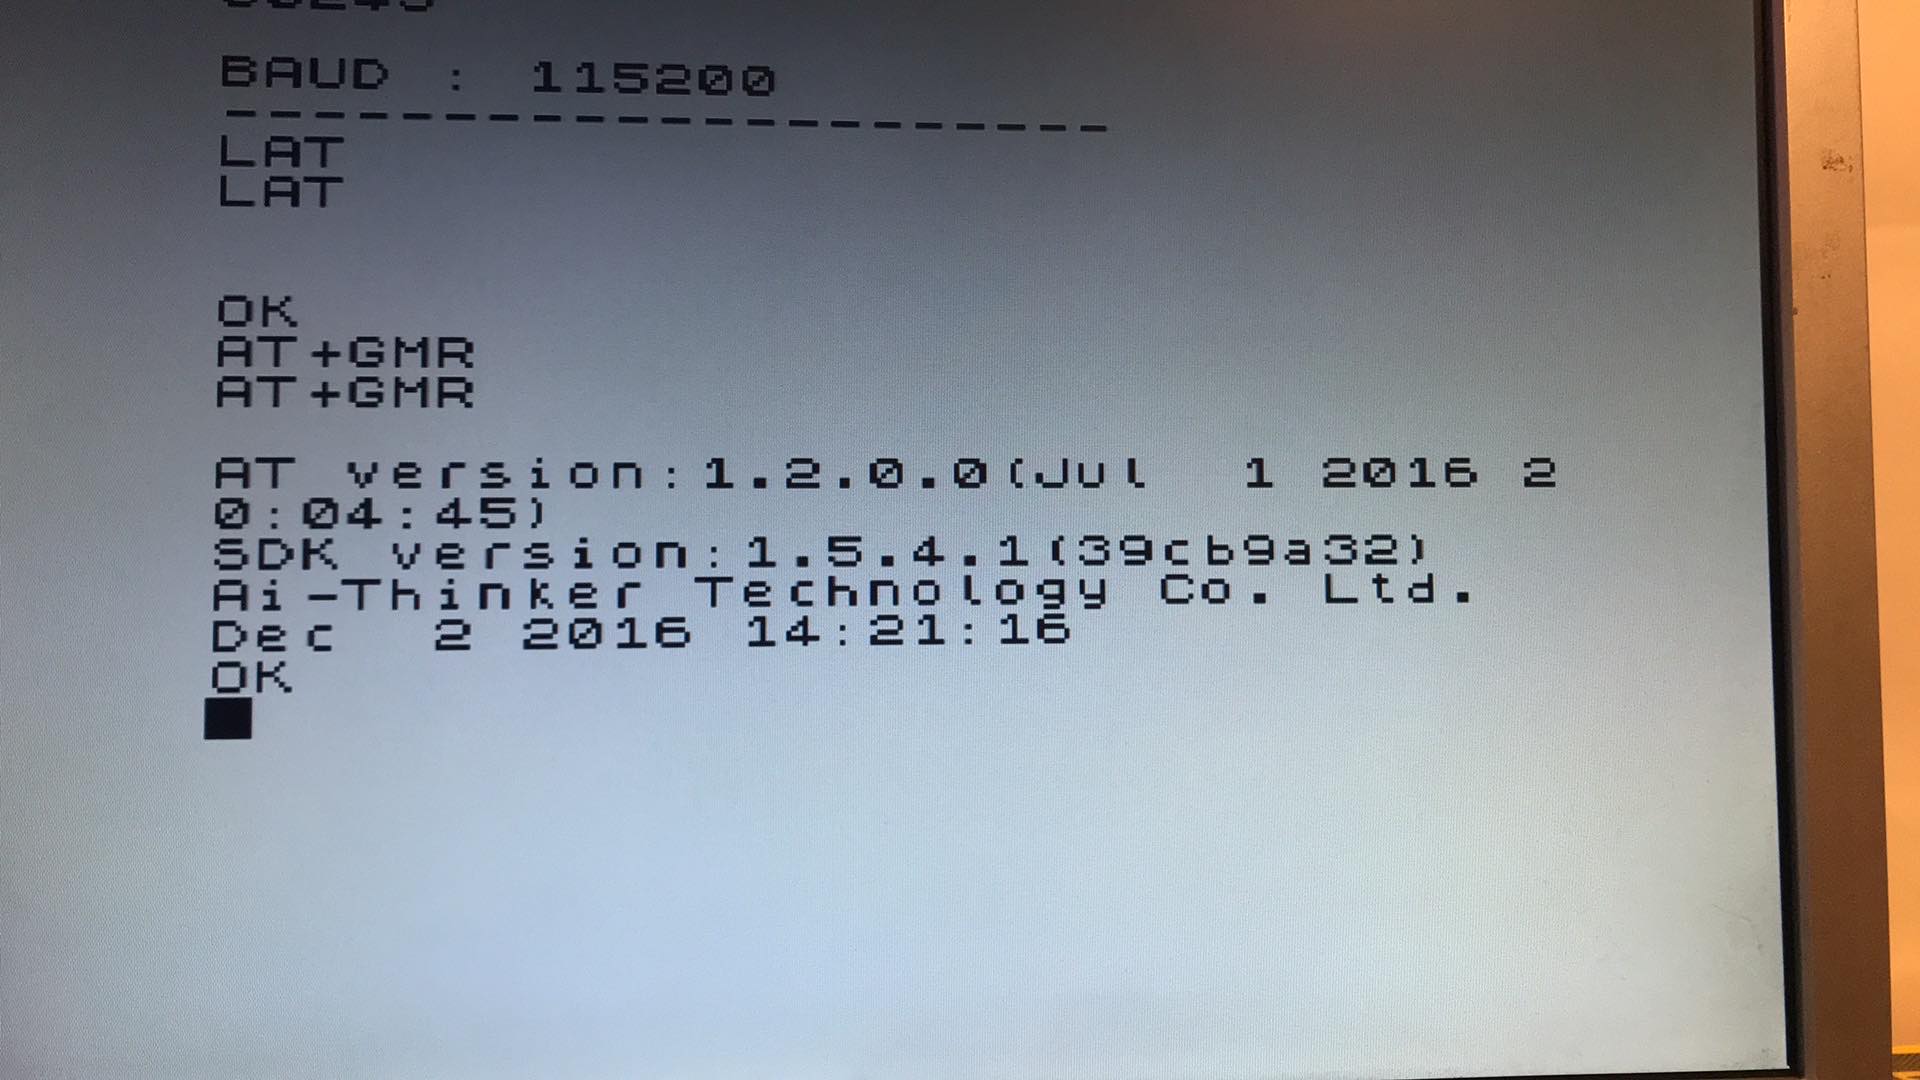 BAUD : 115200
----------------------
LAT
LAT
OK
AT+GMR
AT+GMR
AT version:1.2.0.0(Jul  1 2016 2
0:04:45)
SDK version:1.5.4.1(39cb9a32)
Ai-Thinker Technology Co. Ltd.
Dec  2 2016 14:21:16
OK